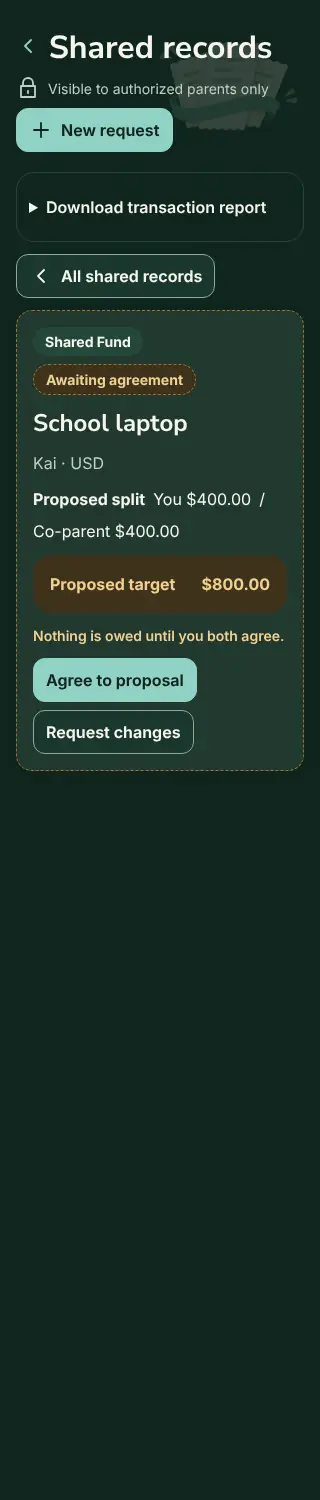 Shared records
Visible to authorized parents only
New request
Download transaction report
All shared records
Shared Fund
Awaiting agreement
School laptop
Kai · USD
Proposed split You $400.00 /
Co-parent $400.00
Proposed target $800.00
Nothing is owed until you both agree.
Agree to proposal
Request changes